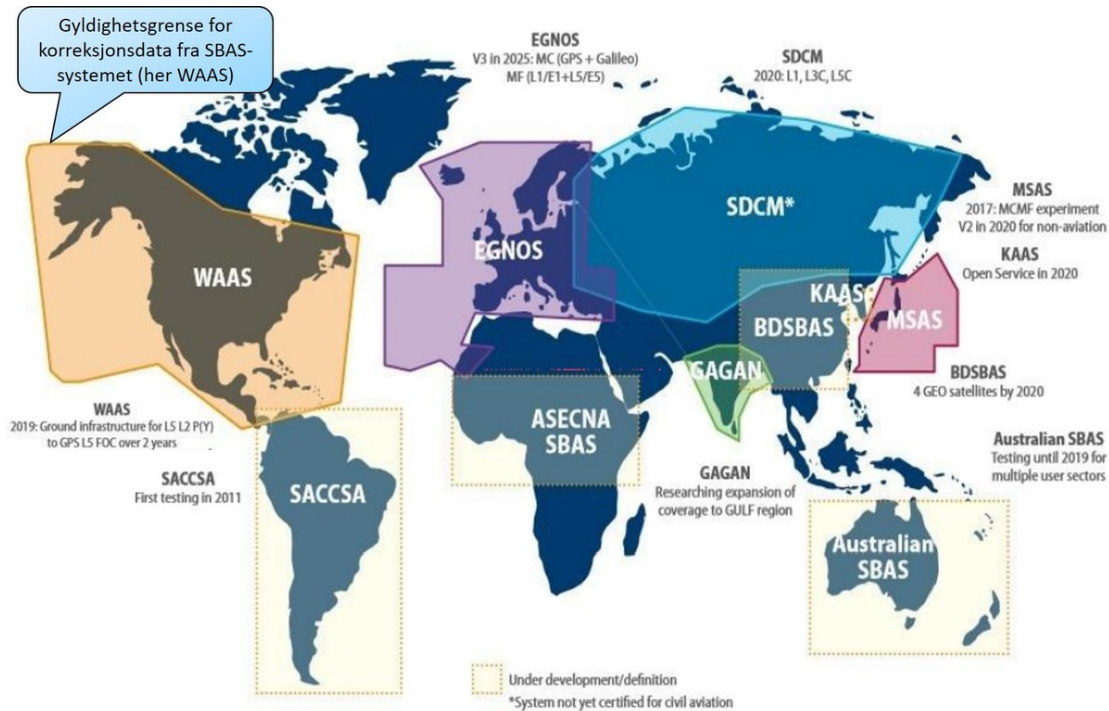 Gyldighetsgrense for
korreksjonsdata fra SBAS-
systemet (her WAAS)
EGNOS
V3 in 2025: MC (GPS + Galileo)
MF (L1/E1+L5/E5)
SDCM
2020: L1, L3C, L5C
MSAS
2017: MCMF experiment
V2 in 2020 for non-aviation
KAAS
Open Service in 2020
SDCM*
EGNOS
WAAS
KAAS
MSAS
BDSBAS
GAGAN
BDSBAS
4 GEO satellites by 2020
WAAS
2019: Ground infrastructure for L5 L2 P(Y)
to GPS L5 FOC over 2 years
ASECNA
SBAS
Australian SBAS
Testing until 2019 for
multiple user sectors
SACCSA
First testing in 2011
SACCSA
GAGAN
Researching expansion of
coverage to GULF region
Australian
SBAS
Under development/definition
*System not yet certified for civil aviation